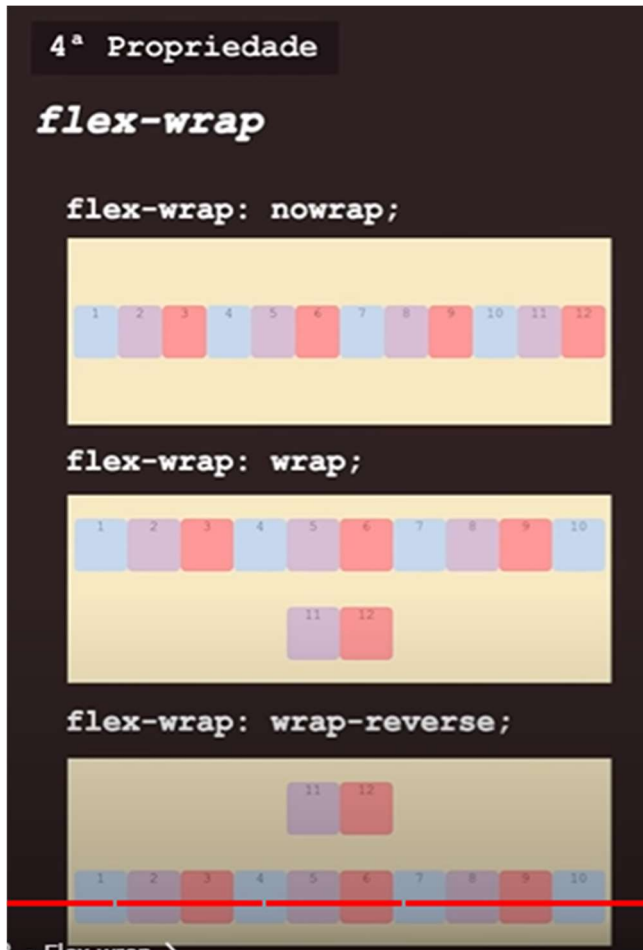 4ª Propriedade
flex-wrap
flex-wrap: nowrap;
1 2 3 4 5 6 7 8 9 10 11 12
flex-wrap: wrap;
1 2 3 4 5 6 7 8 9 10
11 12
flex-wrap: wrap-reverse;
11 12
1 2 3 4 5 6 7 8 9 10
Flex-wrap